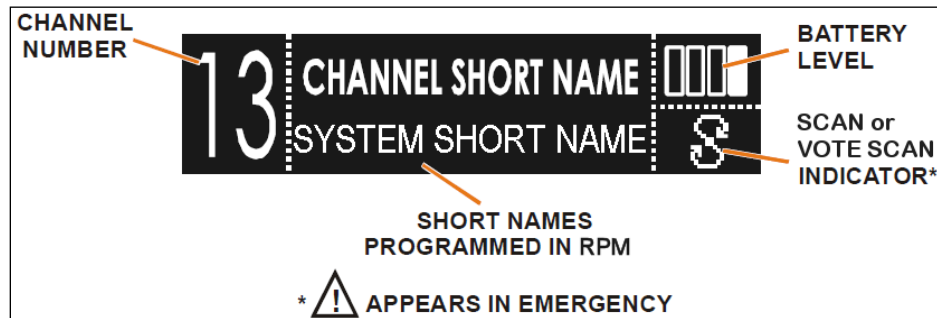 CHANNEL
NUMBER
13
CHANNEL SHORT NAME
SYSTEM SHORT NAME
S
BATTERY
LEVEL
SCAN or
VOTE SCAN
INDICATOR*
SHORT NAMES
PROGRAMMED IN RPM
* ! APPEARS IN EMERGENCY